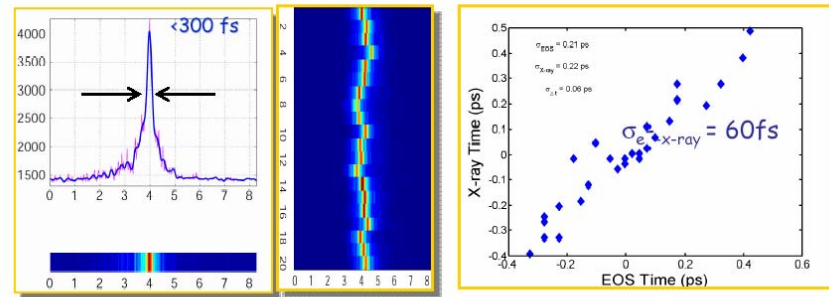 <300 fs
4000
3500
3000
2500
2000
1500
0 1 2 3 4 5 6 7 8
0 1 2 3 4 5 6 7 8
2
4
6
8
10
12
14
16
18
20
0 1 2 3 4 5 6 7 8
0.5
0.4
0.3
0.2
0.1
0
-0.1
-0.2
-0.3
-0.4
X-ray Time (ps)
σEOS = 0.21 ps
σX-ray = 0.22 ps
σΔt = 0.06 ps
σe--x-ray = 60fs
-0.4 -0.2 0 0.2 0.4 0.6
EOS Time (ps)